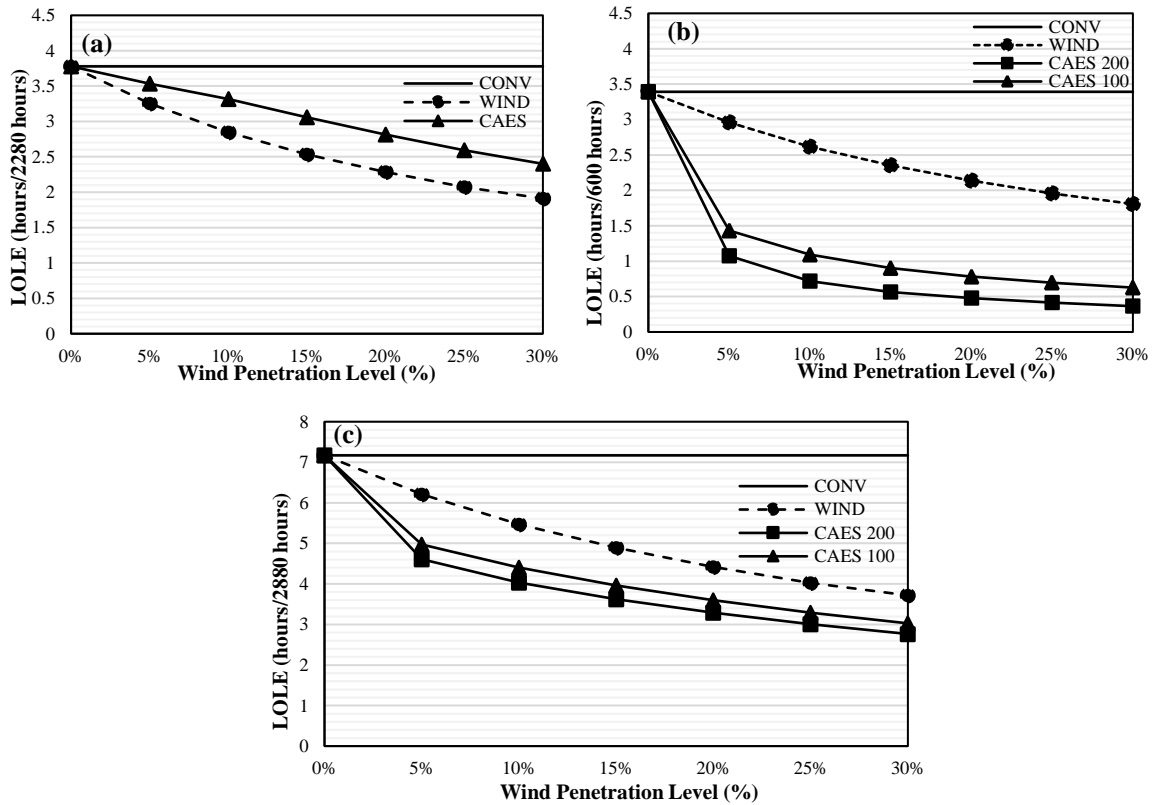 (a)
LOLE (hours/2280 hours)
4.5
4
3.5
3
2.5
2
1.5
1
0.5
0
CONV
WIND
CAES
0% 5% 10% 15% 20% 25% 30%
Wind Penetration Level (%)
(b)
LOLE (hours/600 hours)
4.5
4
3.5
3
2.5
2
1.5
1
0.5
0
CONV
WIND
CAES 200
CAES 100
0% 5% 10% 15% 20% 25% 30%
Wind Penetration Level (%)
(c)
LOLE (hours/2880 hours)
8
7
6
5
4
3
2
1
0
CONV
WIND
CAES 200
CAES 100
0% 5% 10% 15% 20% 25% 30%
Wind Penetration Level (%)